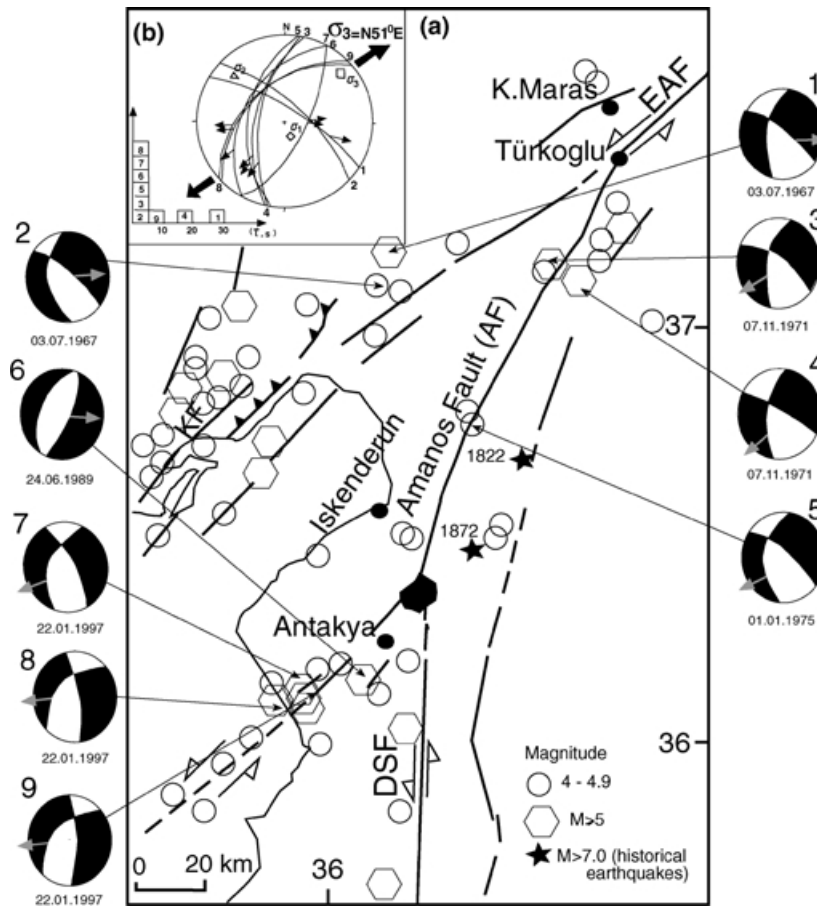 (b)
σ3=N51⁰E
(a)
N
5
3
7
6
9
σ2
σ3
σ1
1
2
8
4
8
7
6
5
3
2
9
4
1
10
20
30
(τ,s)
K.Maras
EAF
Türkoglu
1
03.07.1967
2
03.07.1967
3
07.11.1971
37
Amanos Fault (AF)
KF
6
24.06.1989
4
07.11.1971
Iskenderun
1822
1872
7
22.01.1997
5
01.01.1975
Antakya
8
22.01.1997
DSF
36
Magnitude
4 - 4.9
M⩾5
M>7.0 (historical
earthquakes)
9
22.01.1997
0
20 km
36